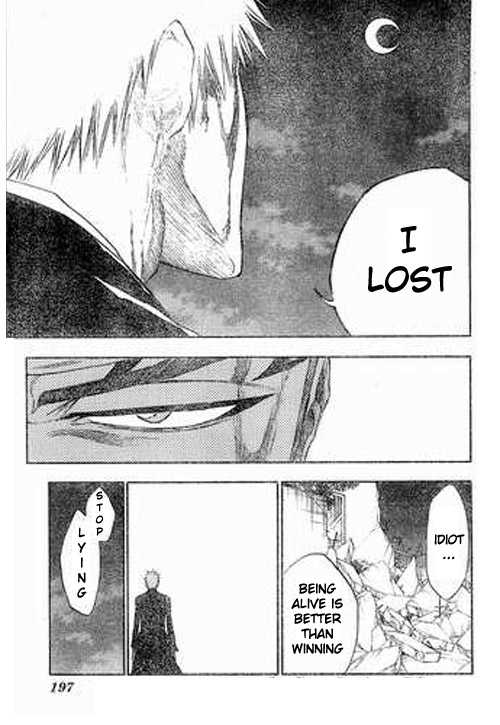 I
LOST
IDIOT
...
BEING
ALIVE IS
BETTER
THAN
WINNING
STOP
LYING
197